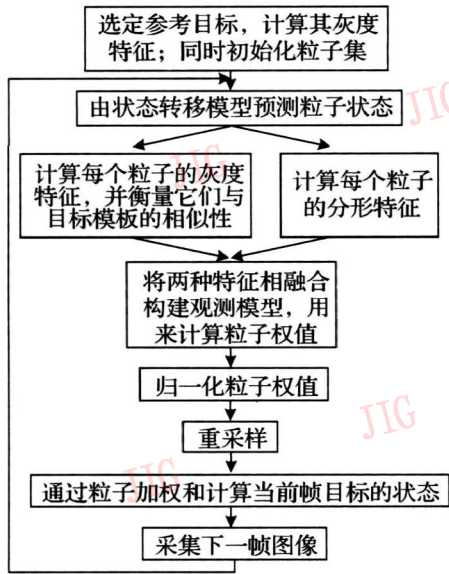 选定参考目标，计算其灰度
特征；同时初始化粒子集
由状态转移模型预测粒子状态
计算每个粒子的灰度
特征，并衡量它们与
目标模板的相似性
计算每个粒子
的分形特征
将两种特征相融合
构建观测模型，用
来计算粒子权值
归一化粒子权值
重采样
通过粒子加权和计算当前帧目标的状态
采集下一帧图像
JIG
JIG
JIG
JIG